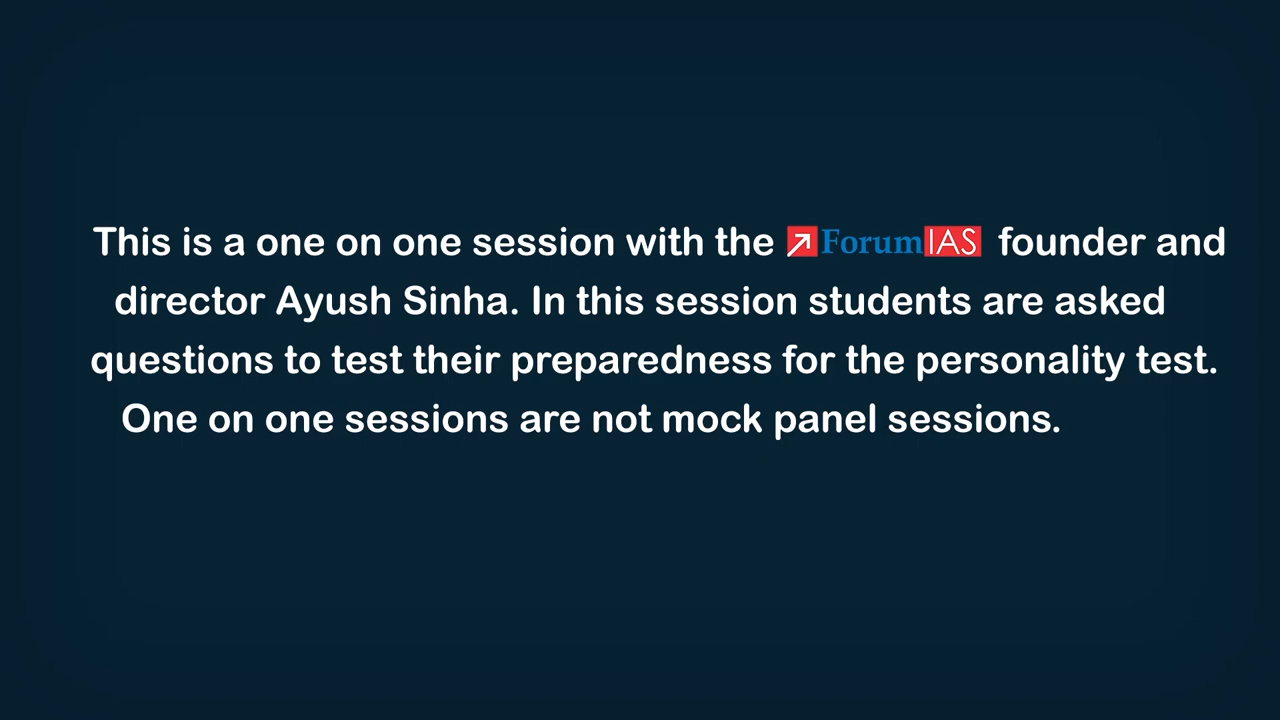 This is a one on one session with the ForumIAS founder and
director Ayush Sinha. In this session students are asked
questions to test their preparedness for the personality test.
One on one sessions are not mock panel sessions.